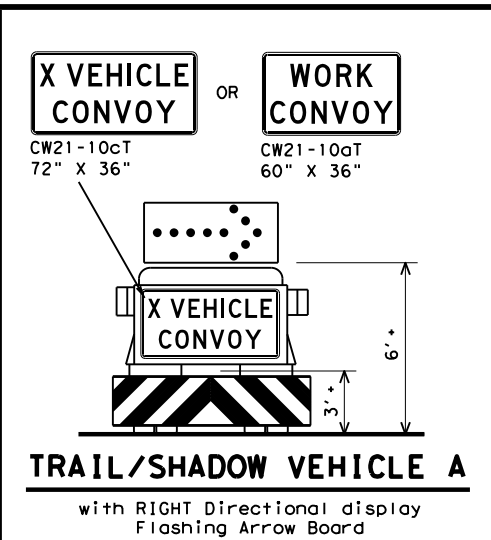 X VEHICLE
CONVOY
OR
WORK
CONVOY
CW21-10cT
72" X 36"
CW21-10aT
60" X 36"
X VEHICLE
CONVOY
6'+
3'+
TRAIL/SHADOW VEHICLE A
with RIGHT Directional display
Flashing Arrow Board